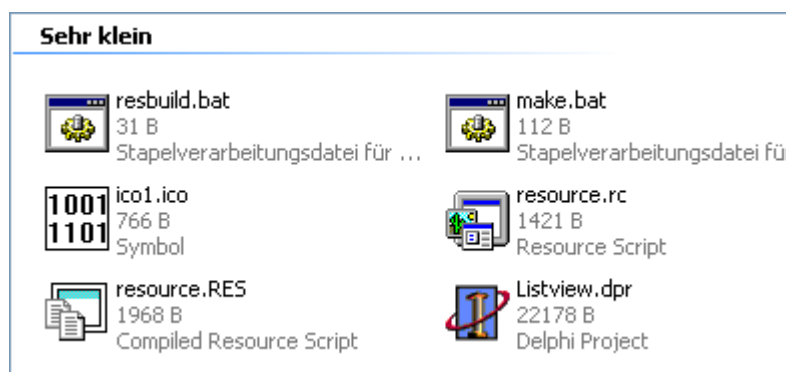 Sehr klein
resbuild.bat
31 B
Stapelverarbeitungsdatei für ...
make.bat
112 B
Stapelverarbeitungsdatei fü
1001
1101
ico1.ico
766 B
Symbol
resource.rc
1421 B
Resource Script
resource.RES
1968 B
Compiled Resource Script
Listview.dpr
22178 B
Delphi Project